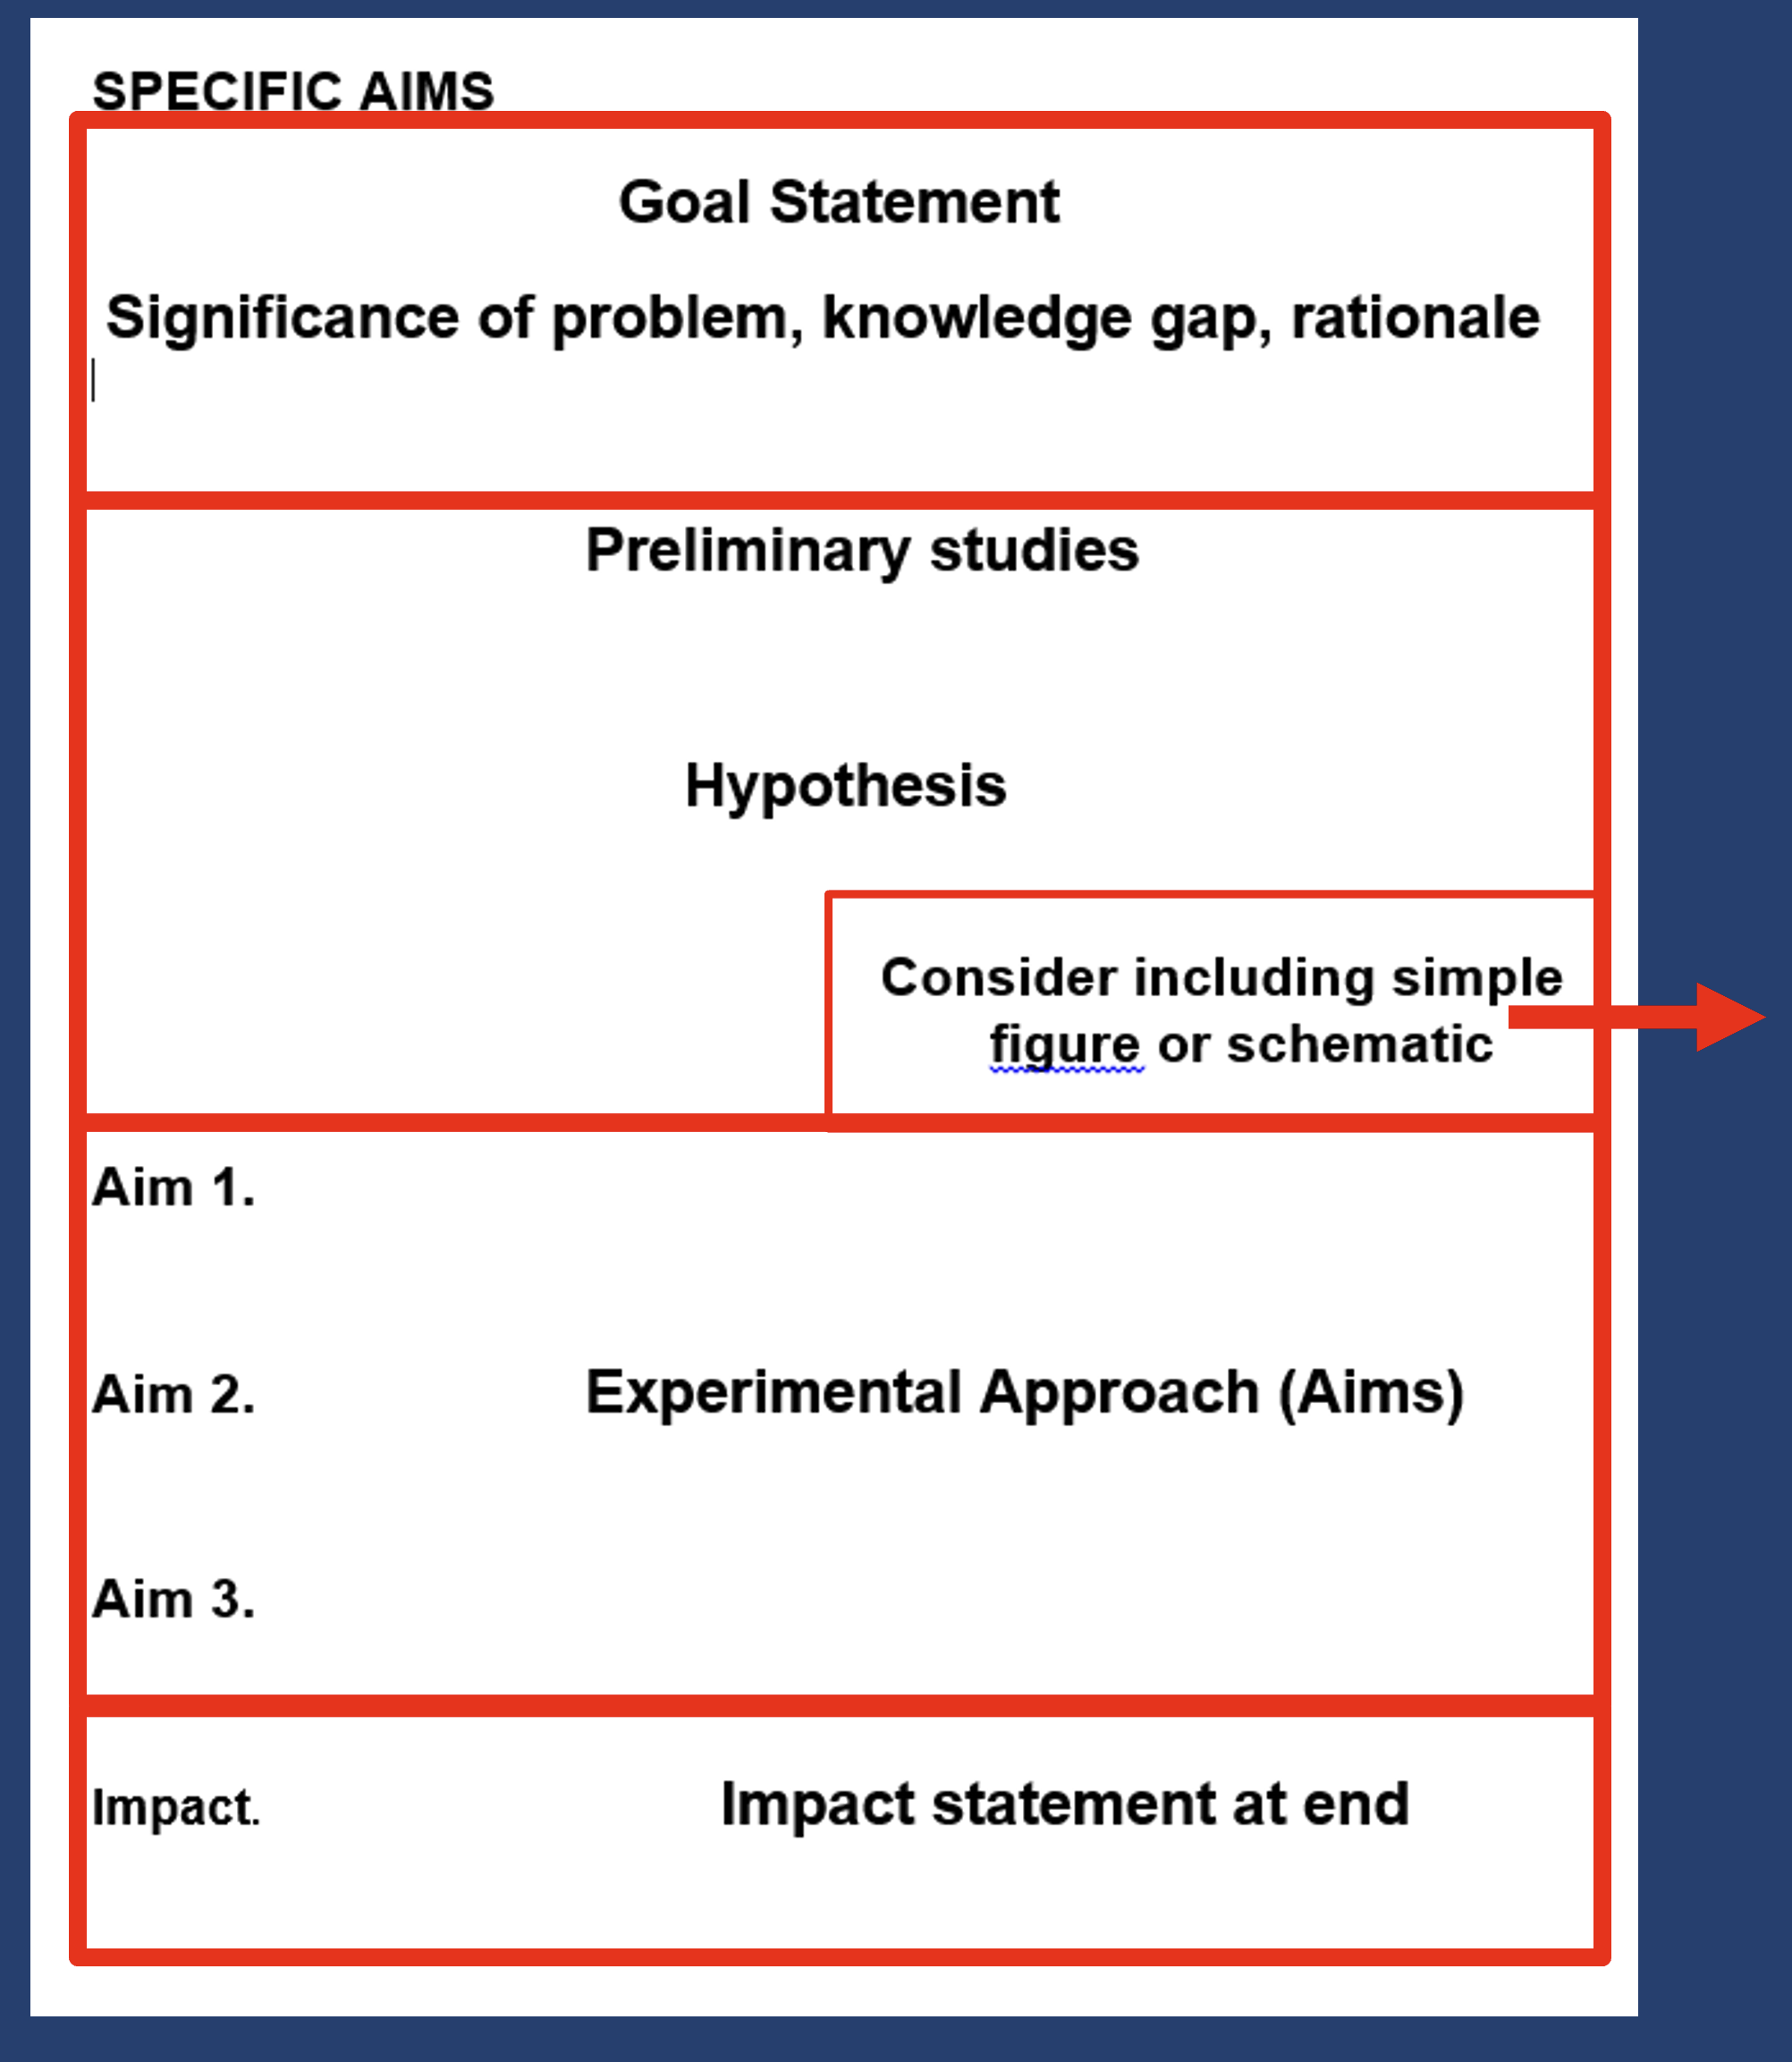 SPECIFIC AIMS
Goal Statement
Significance of problem, knowledge gap, rationale
Preliminary studies
Hypothesis
Consider including simple
figure or schematic
Aim 1.
Aim 2.
Experimental Approach (Aims)
Aim 3.
Impact.
Impact statement at end